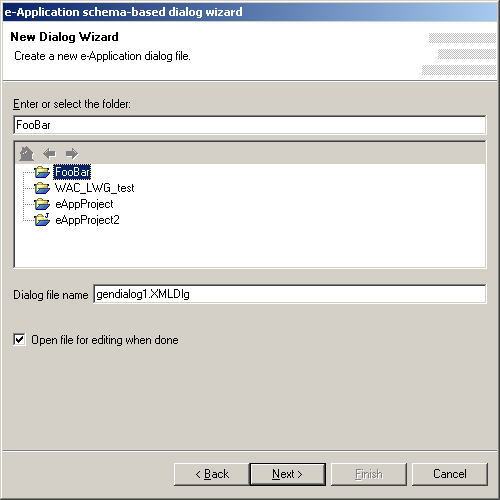 e-Application schema-based dialog wizard
New Dialog Wizard
Create a new e-Application dialog file.
Enter or select the folder:
FooBar
FooBar
WAC_LWG_test
eAppProject
eAppProject2
Dialog file name gendialog1.XMLDlg
Open file for editing when done
< Back Next > Finish Cancel